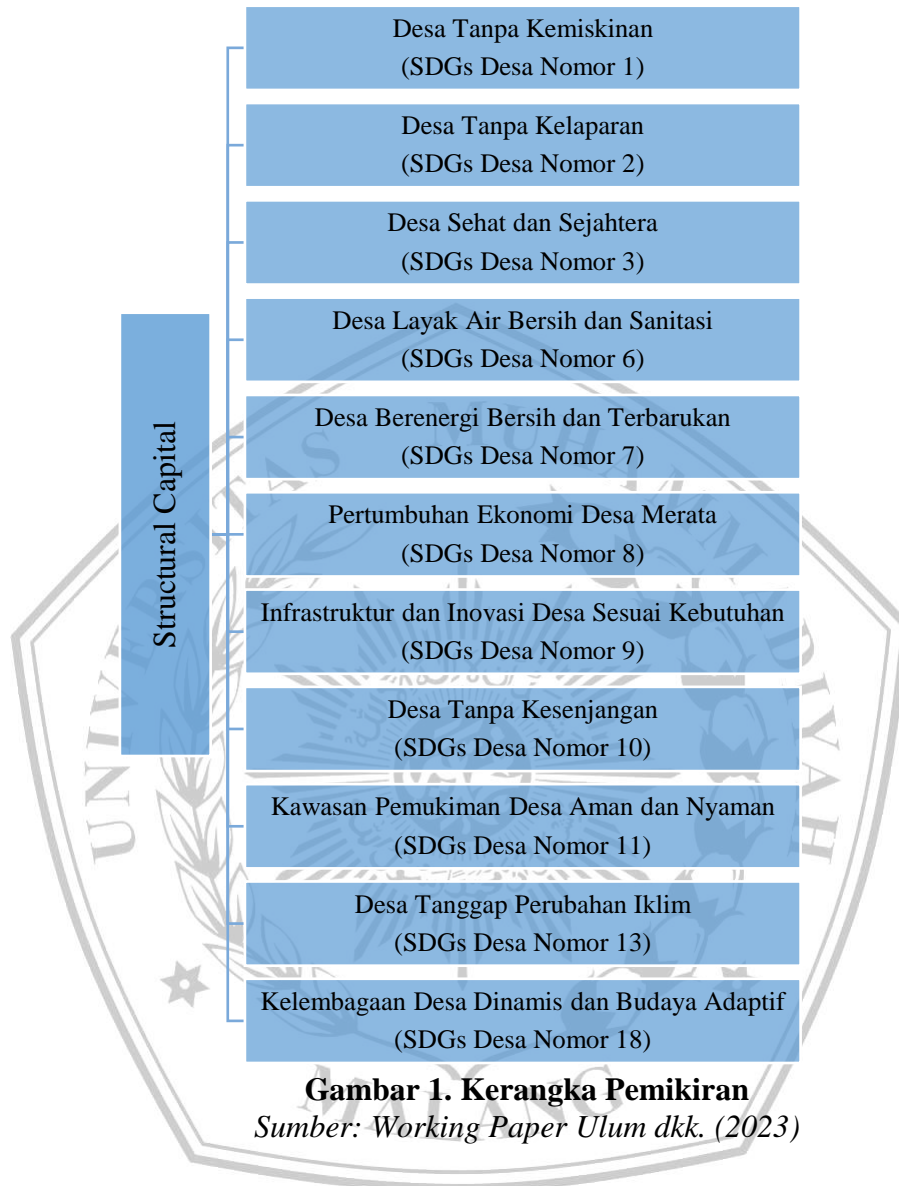 Desa Tanpa Kemiskinan
(SDGs Desa Nomor 1)
Desa Tanpa Kelaparan
(SDGs Desa Nomor 2)
Desa Sehat dan Sejahtera
(SDGs Desa Nomor 3)
Desa Layak Air Bersih dan Sanitasi
(SDGs Desa Nomor 6)
Desa Berenergi Bersih dan Terbarukan
(SDGs Desa Nomor 7)
Pertumbuhan Ekonomi Desa Merata
(SDGs Desa Nomor 8)
Infrastruktur dan Inovasi Desa Sesuai Kebutuhan
(SDGs Desa Nomor 9)
Desa Tanpa Kesenjangan
(SDGs Desa Nomor 10)
Kawasan Pemukiman Desa Aman dan Nyaman
(SDGs Desa Nomor 11)
Desa Tanggap Perubahan Iklim
(SDGs Desa Nomor 13)
Kelembagaan Desa Dinamis dan Budaya Adaptif
(SDGs Desa Nomor 18)
Structural Capital
Gambar 1. Kerangka Pemikiran
Sumber: Working Paper Ulum dkk. (2023)
UNIVERSITAS MUHAMMADIYAH
MALANG